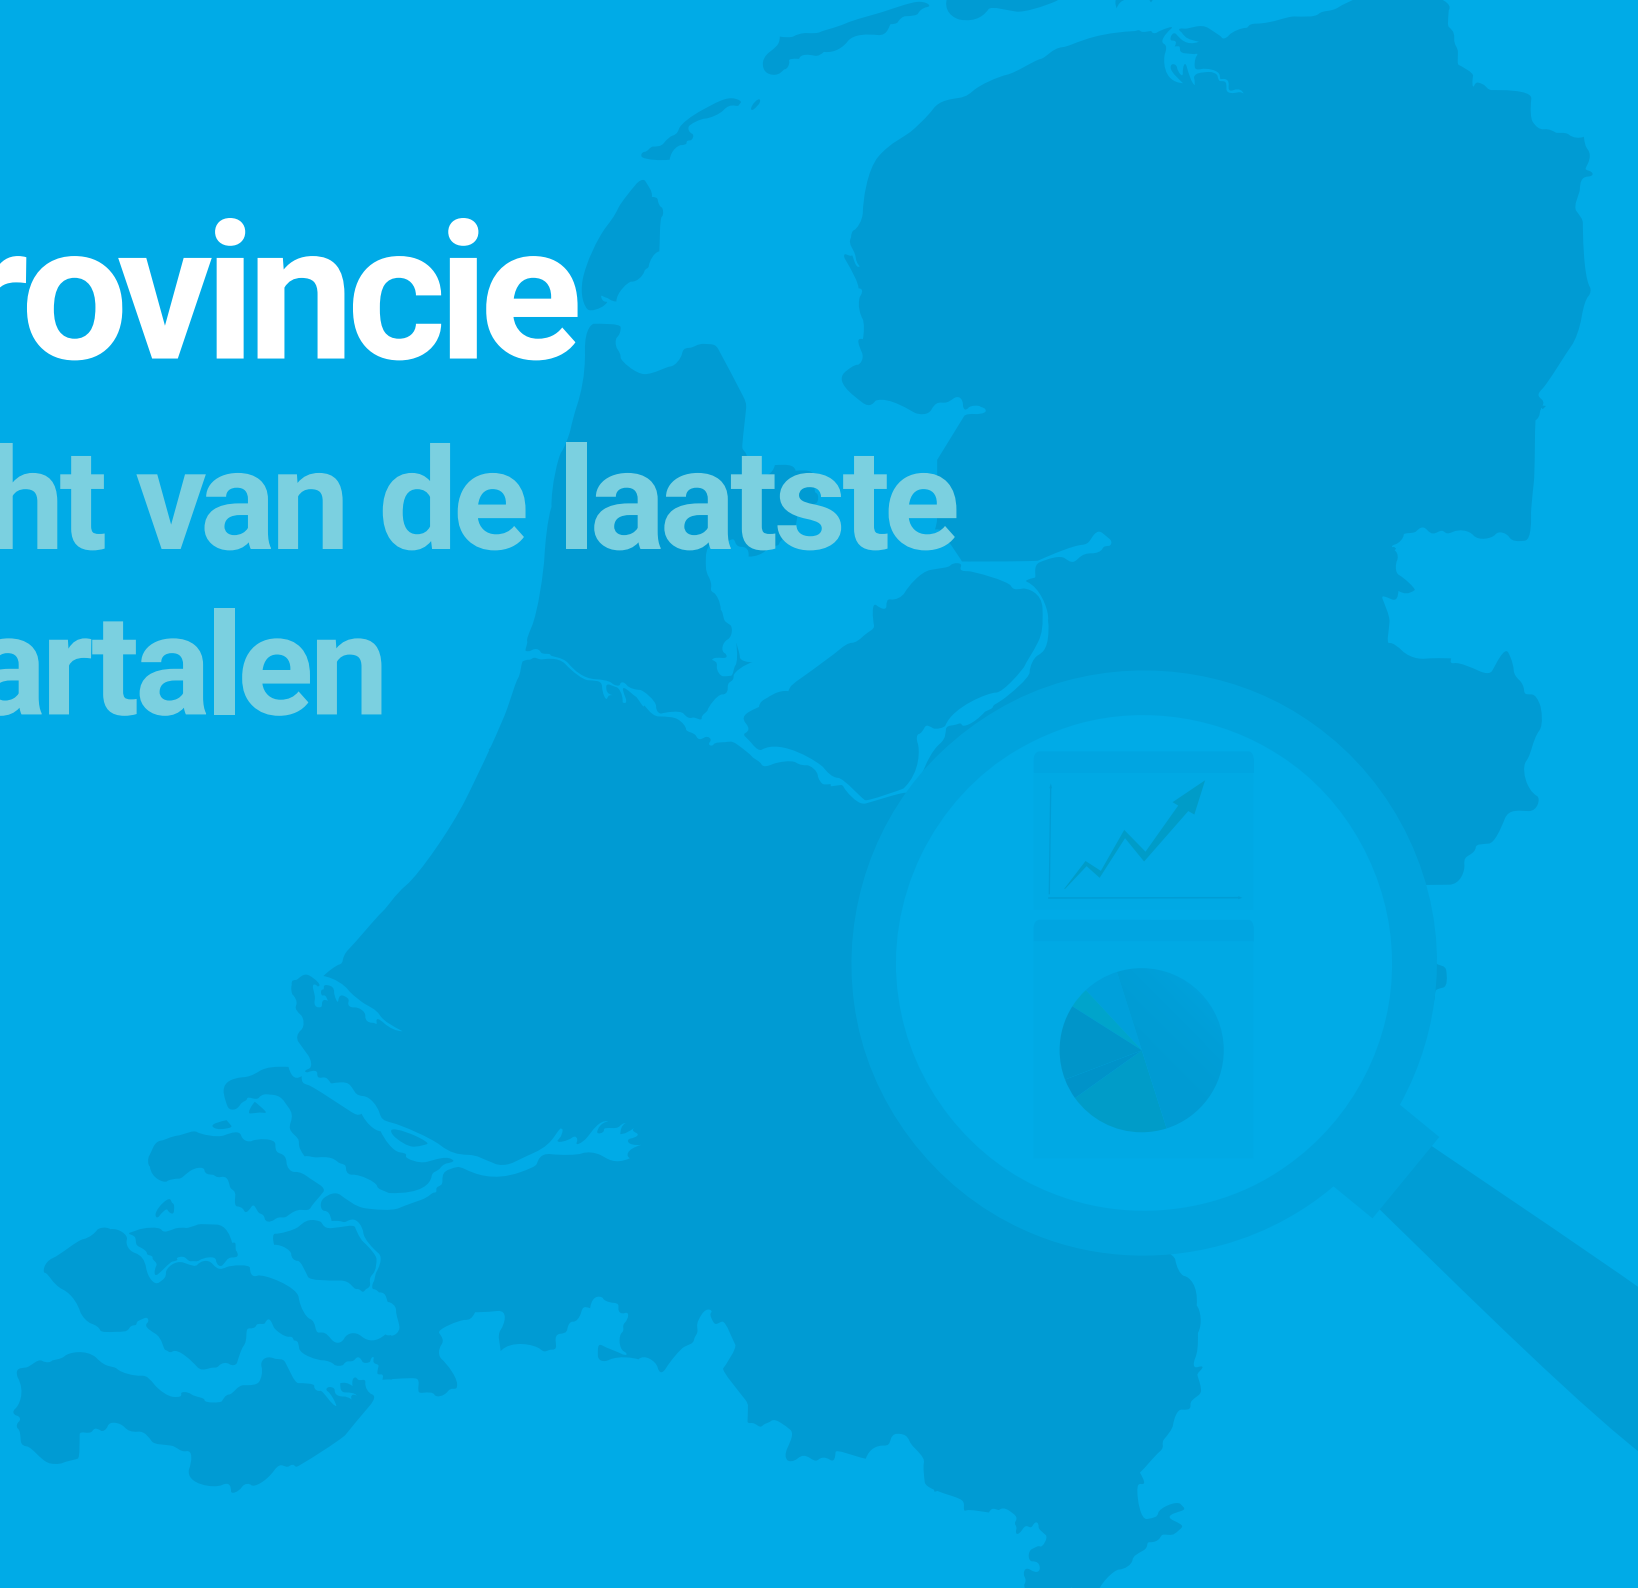 rovincie
ht van de laatste
artalen